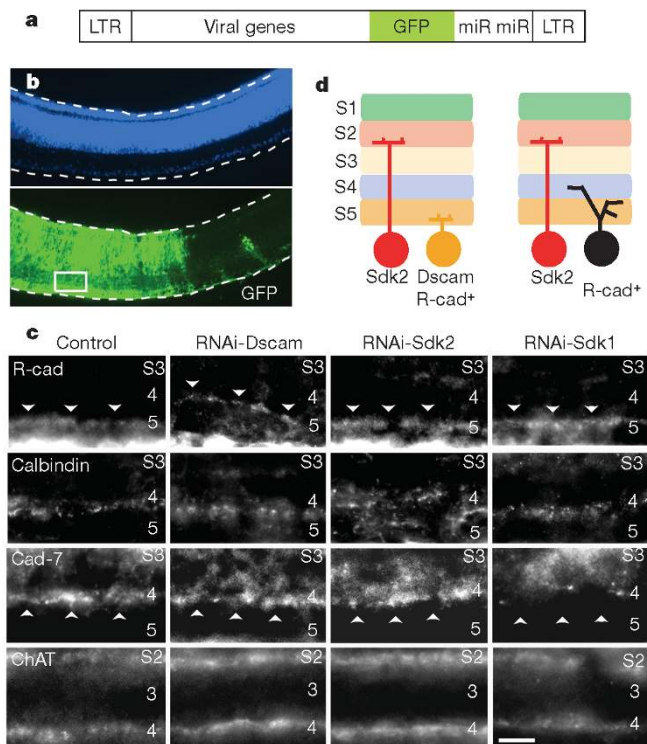 a
LTR Viral genes GFP miR miR LTR
b
GFP
d
S1
S2
S3
S4
S5
Sdk2 Dscam R-cad+
Sdk2 R-cad+
c
Control RNAi-Dscam RNAi-Sdk2 RNAi-Sdk1
R-cad S3 S3 S3 S3
4 4 4 4
5 5 5 5
Calbindin S3 S3 S3 S3
4 4 4 4
5 5 5 5
Cad-7 S3 S3 S3 S3
4 4 4 4
5 5 5 5
ChAT S2 S2 S2 S2
3 3 3 3
4 4 4 4